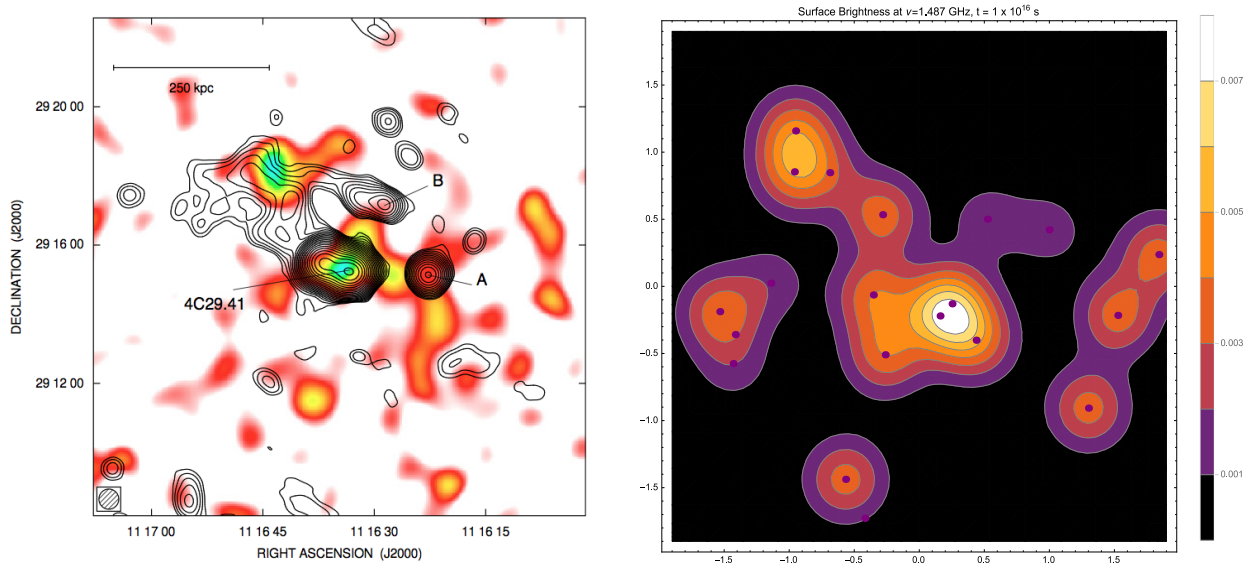 250 kpc
B
A
4C29.41
29 20 00
29 16 00
29 12 00
DECLINATION (J2000)
11 17 00
11 16 45
11 16 30
11 16 15
RIGHT ASCENSION (J2000)
Surface Brightness at ν=1.487 GHz, t = 1 x 10¹⁶ s
1.5
1.0
0.5
0.0
−0.5
−1.0
−1.5
−1.5
−1.0
−0.5
0.0
0.5
1.0
1.5
0.007
0.005
0.003
0.001